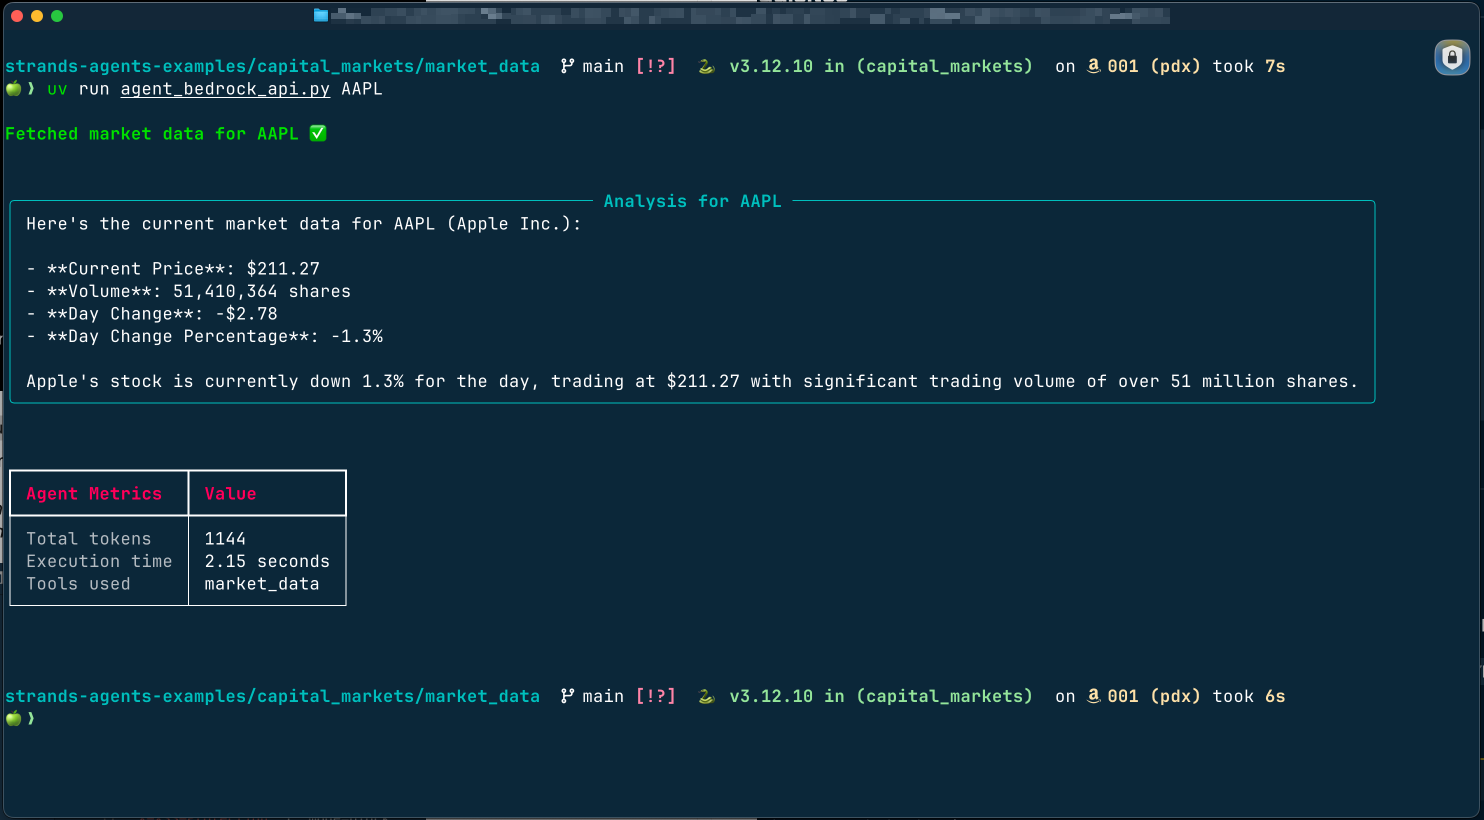 strands-agents-examples/capital_markets/market_data main [!?] v3.12.10 in (capital_markets) on a 001 (pdx) took 7s
❯ uv run agent_bedrock_api.py AAPL
Fetched market data for AAPL ✅
Analysis for AAPL
Here's the current market data for AAPL (Apple Inc.):
- **Current Price**: $211.27
- **Volume**: 51,410,364 shares
- **Day Change**: -$2.78
- **Day Change Percentage**: -1.3%
Apple's stock is currently down 1.3% for the day, trading at $211.27 with significant trading volume of over 51 million shares.
Agent Metrics Value
Total tokens 1144
Execution time 2.15 seconds
Tools used market_data
strands-agents-examples/capital_markets/market_data main [!?] v3.12.10 in (capital_markets) on a 001 (pdx) took 6s
❯